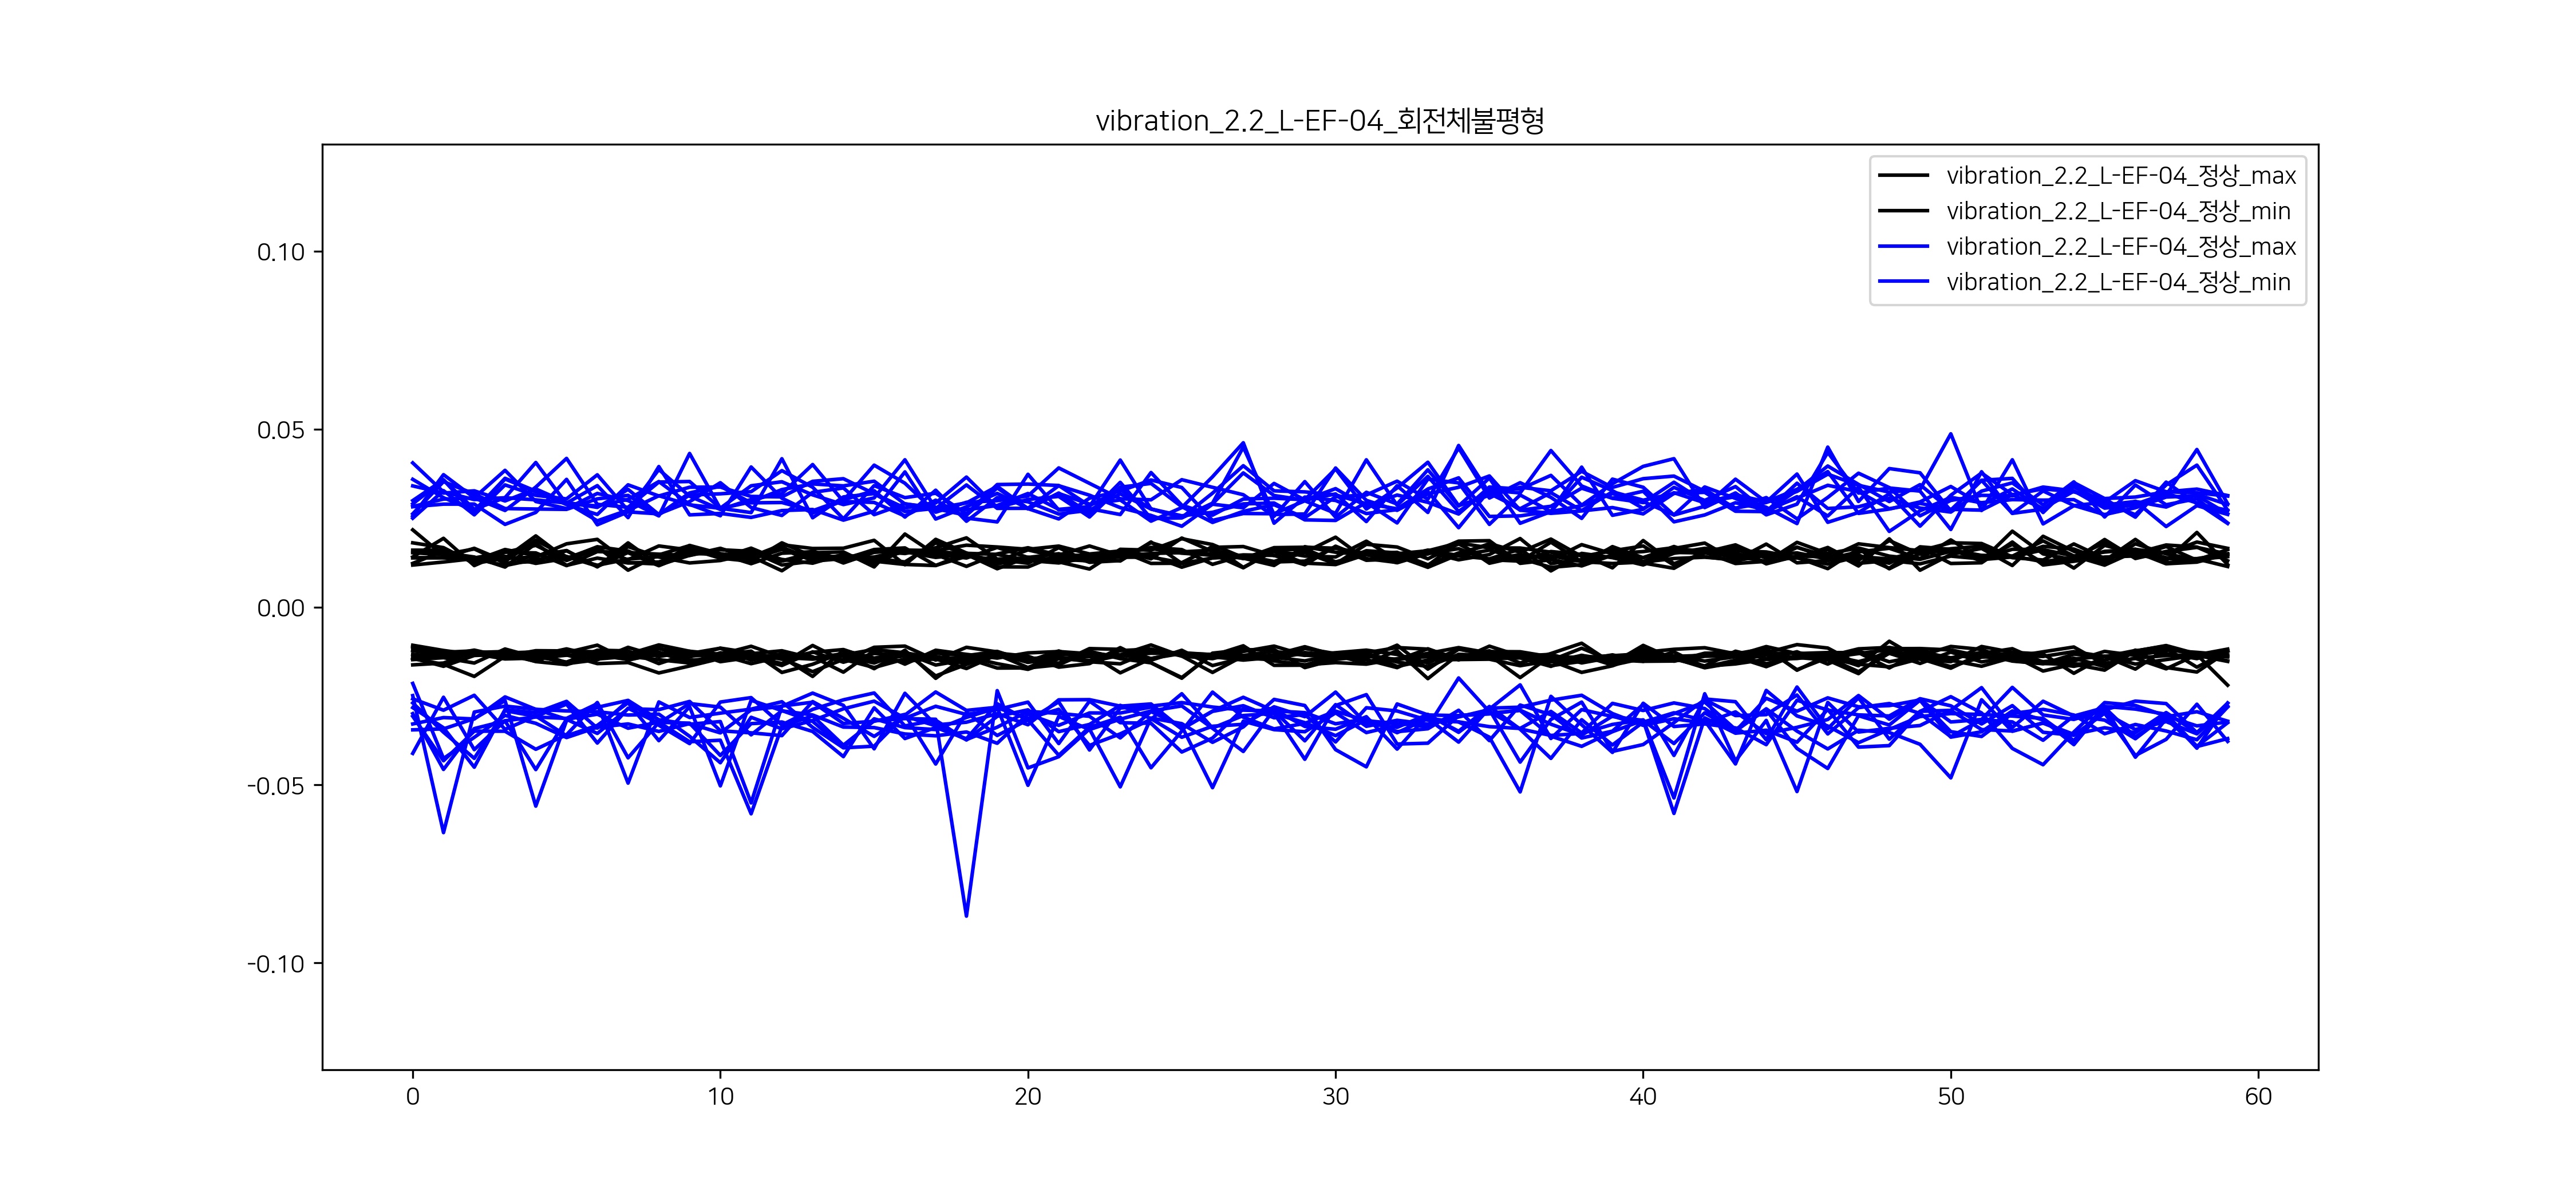 vibration_2.2_L-EF-04_회전체불평형
vibration_2.2_L-EF-04_정상_max
vibration_2.2_L-EF-04_정상_min
vibration_2.2_L-EF-04_정상_max
vibration_2.2_L-EF-04_정상_min
0.10
0.05
0.00
-0.05
-0.10
0 10 20 30 40 50 60